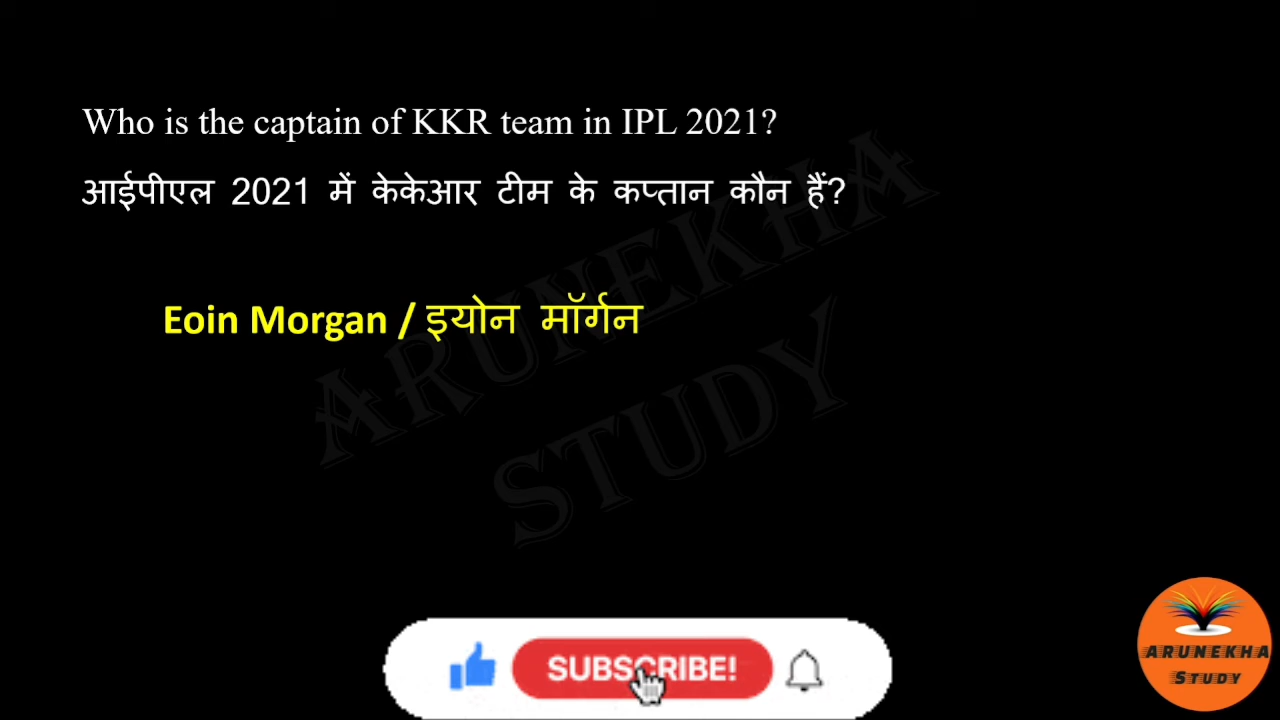 Who is the captain of KKR team in IPL 2021?
आईपीएल 2021 में केकेआर टीम के कप्तान कौन हैं?
Eoin Morgan / इयोन मॉर्गन
ARUNEKHA
STUDY
SUBSCRIBE!
ARUNEKHA
STUDY